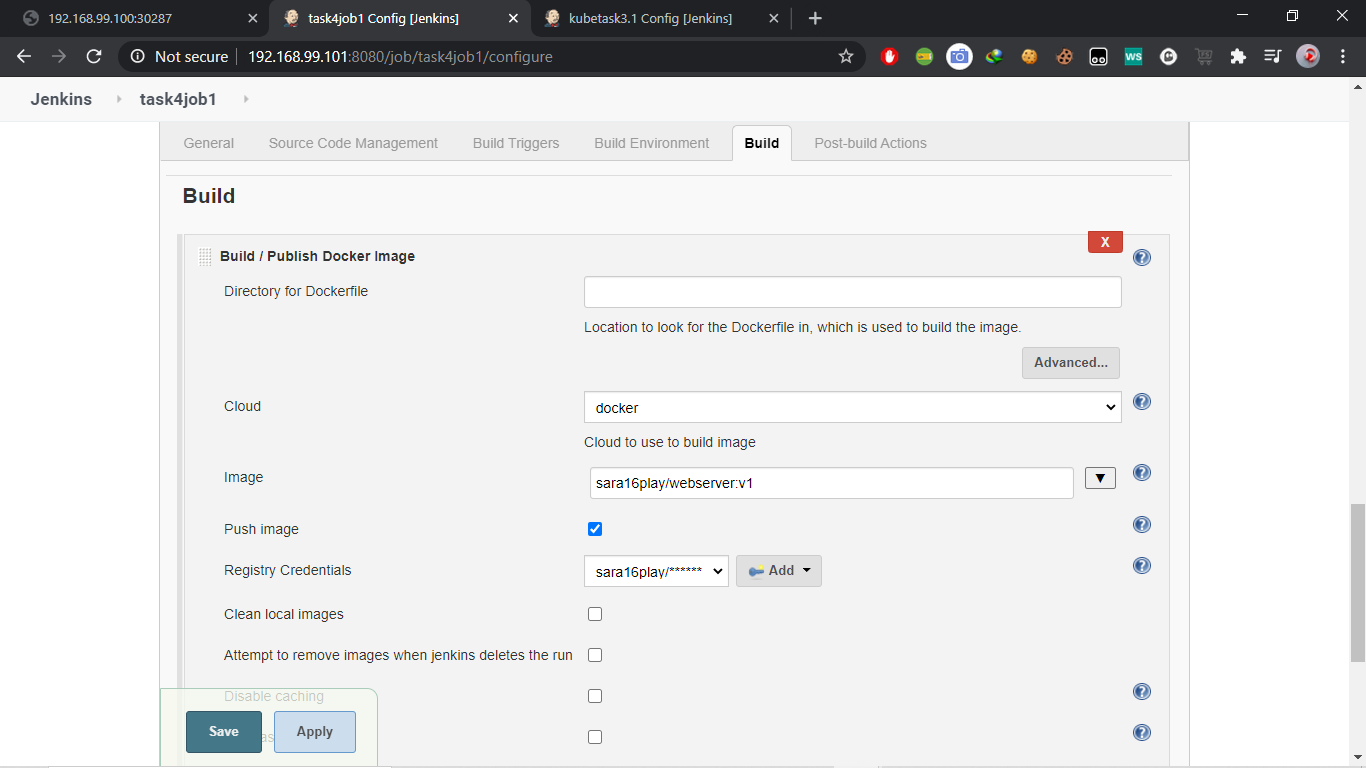 192.168.99.100:30287
task4job1 Config [Jenkins]
kubetask3.1 Config [Jenkins]
Not secure
192.168.99.101:8080/job/task4job1/configure
WS
Jenkins
task4job1
General
Source Code Management
Build Triggers
Build Environment
Build
Post-build Actions
Build
X
Build / Publish Docker Image
Directory for Dockerfile
Location to look for the Dockerfile in, which is used to build the image.
Advanced...
Cloud
docker
Cloud to use to build image
Image
sara16play/webserver:v1
Push image
Registry Credentials
sara16play/******
Add
Clean local images
Attempt to remove images when jenkins deletes the run
Disable caching
Save
Apply